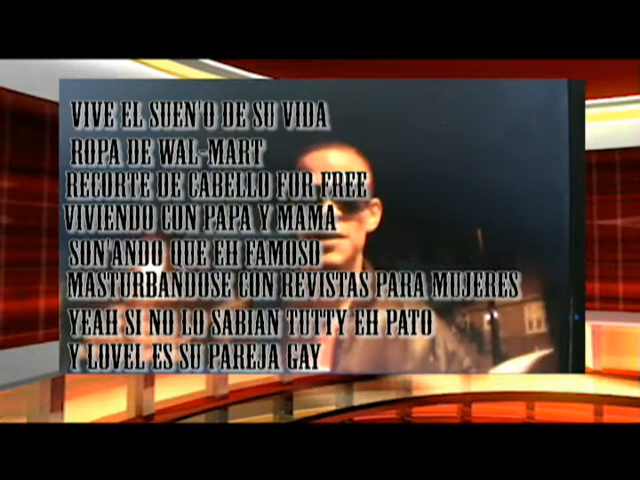 VIVE EL SUEN'O DE SU VIDA
ROPA DE WAL-MART
RECORTE DE CABELLO FOR FREE
VIVIENDO CON PAPA Y MAMA
SON'ANDO QUE EH FAMOSO
MASTURBANDOSE CON REVISTAS PARA MUJERES
YEAH SI NO LO SABIAN TUTTY EH PATO
Y LOVEL ES SU PAREJA GAY